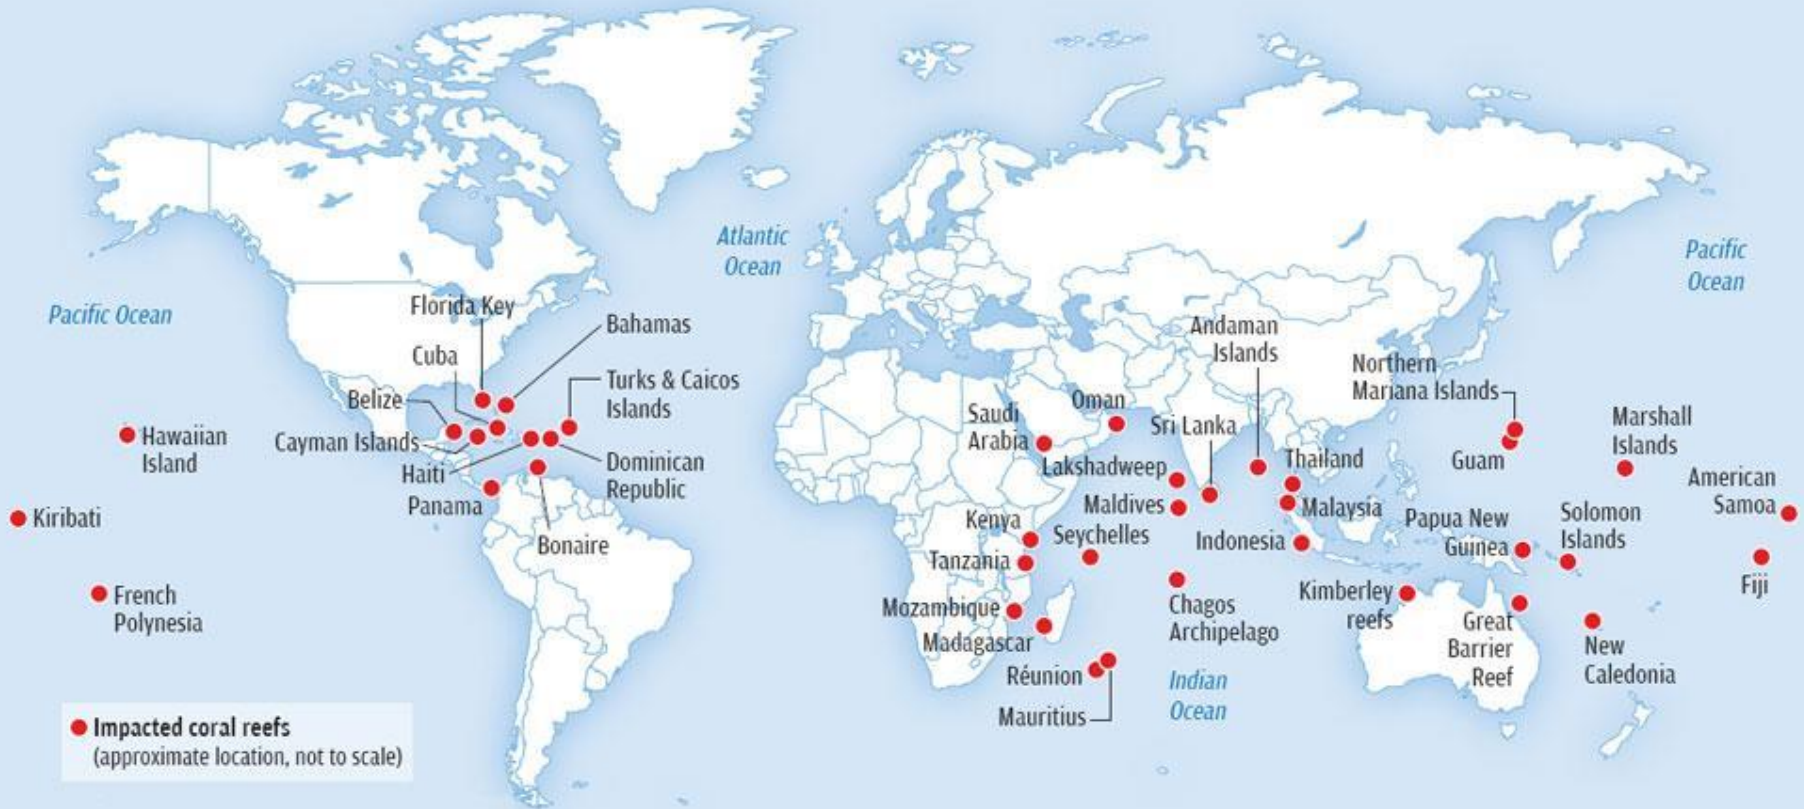 Atlantic
Ocean
Pacific
Ocean
Pacific Ocean
Florida Key
Bahamas
Cuba
Turks & Caicos
Islands
Belize
Cayman Islands
Haiti
Dominican
Republic
Panama
Bonaire
Hawaiian
Island
Kiribati
French
Polynesia
Andaman
Islands
Northern
Mariana Islands
Saudi
Arabia
Oman
Sri Lanka
Lakshadweep
Thailand
Guam
Marshall
Islands
Maldives
Malaysia
American
Samoa
Kenya
Seychelles
Papua New
Guinea
Solomon
Islands
Tanzania
Indonesia
Fiji
Mozambique
Chagos
Archipelago
Kimberley
reefs
Great
Barrier
Reef
Madagascar
New
Caledonia
Réunion
Mauritius
Indian
Ocean
Impacted coral reefs
(approximate location, not to scale)